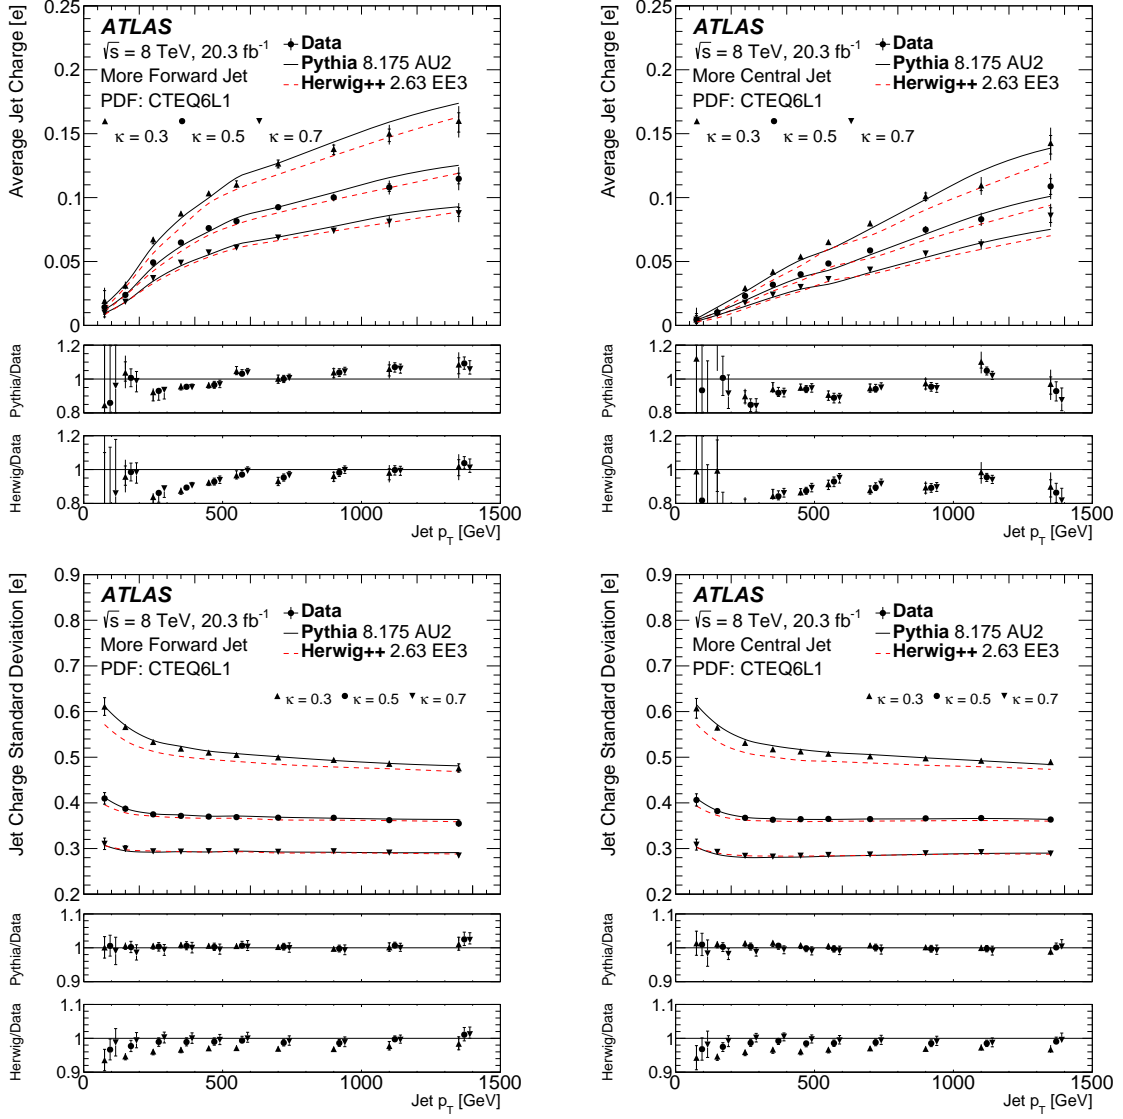 Average Jet Charge [e]
0.25
0.2
0.15
0.1
0.05
0
ATLAS
√s = 8 TeV, 20.3 fb⁻¹
More Forward Jet
PDF: CTEQ6L1
Data
Pythia 8.175 AU2
Herwig++ 2.63 EE3
κ = 0.3 κ = 0.5 κ = 0.7
Pythia/Data
1.2
1
0.8
Herwig/Data
1.2
1
0.8
0 500 1000 1500
Jet p_T [GeV]
Average Jet Charge [e]
0.25
0.2
0.15
0.1
0.05
0
ATLAS
√s = 8 TeV, 20.3 fb⁻¹
More Central Jet
PDF: CTEQ6L1
Data
Pythia 8.175 AU2
Herwig++ 2.63 EE3
κ = 0.3 κ = 0.5 κ = 0.7
Pythia/Data
1.2
1
0.8
Herwig/Data
1.2
1
0.8
0 500 1000 1500
Jet p_T [GeV]
Jet Charge Standard Deviation [e]
0.9
0.8
0.7
0.6
0.5
0.4
0.3
0.2
ATLAS
√s = 8 TeV, 20.3 fb⁻¹
More Forward Jet
PDF: CTEQ6L1
Data
Pythia 8.175 AU2
Herwig++ 2.63 EE3
κ = 0.3 κ = 0.5 κ = 0.7
Pythia/Data
1.1
1
0.9
Herwig/Data
1.1
1
0.9
0 500 1000 1500
Jet p_T [GeV]
Jet Charge Standard Deviation [e]
0.9
0.8
0.7
0.6
0.5
0.4
0.3
0.2
ATLAS
√s = 8 TeV, 20.3 fb⁻¹
More Central Jet
PDF: CTEQ6L1
Data
Pythia 8.175 AU2
Herwig++ 2.63 EE3
κ = 0.3 κ = 0.5 κ = 0.7
Pythia/Data
1.1
1
0.9
Herwig/Data
1.1
1
0.9
0 500 1000 1500
Jet p_T [GeV]